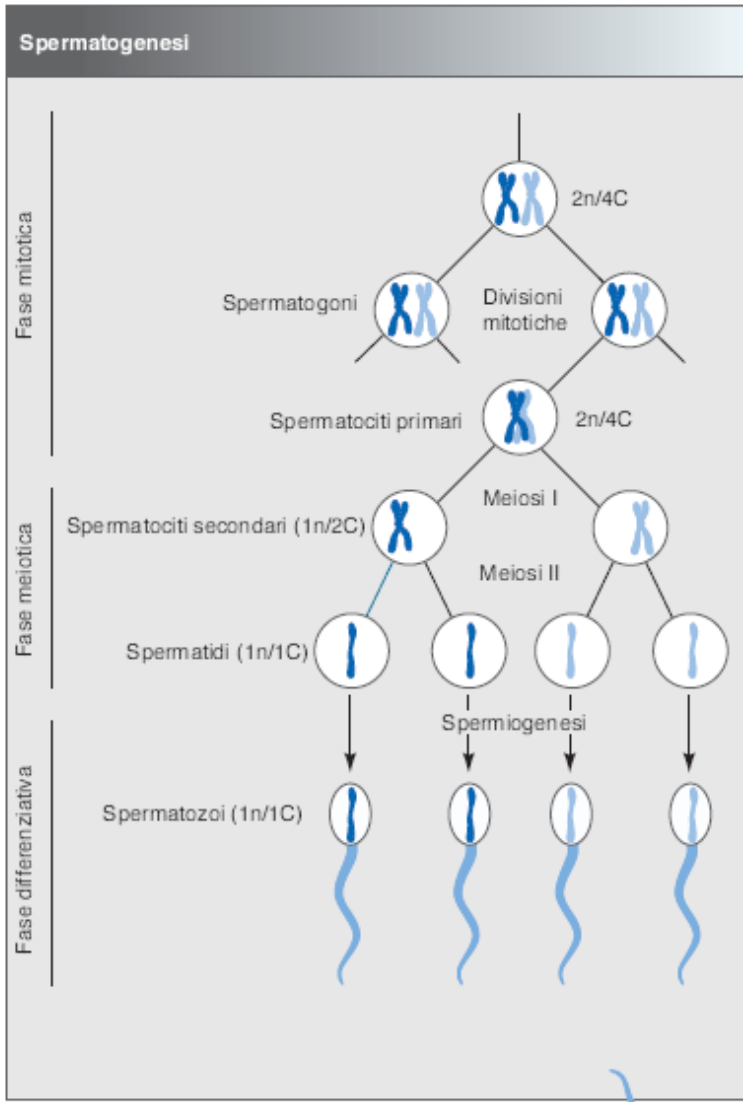 Spermatogenesi
Fase mitotica
2n/4C
Spermatogoni
Divisioni
mitotiche
Spermatociti primari
2n/4C
Fase meiotica
Meiosi I
Spermatociti secondari (1n/2C)
Meiosi II
Spermatidi (1n/1C)
Fase differenziativa
Spermiogenesi
Spermatozoi (1n/1C)